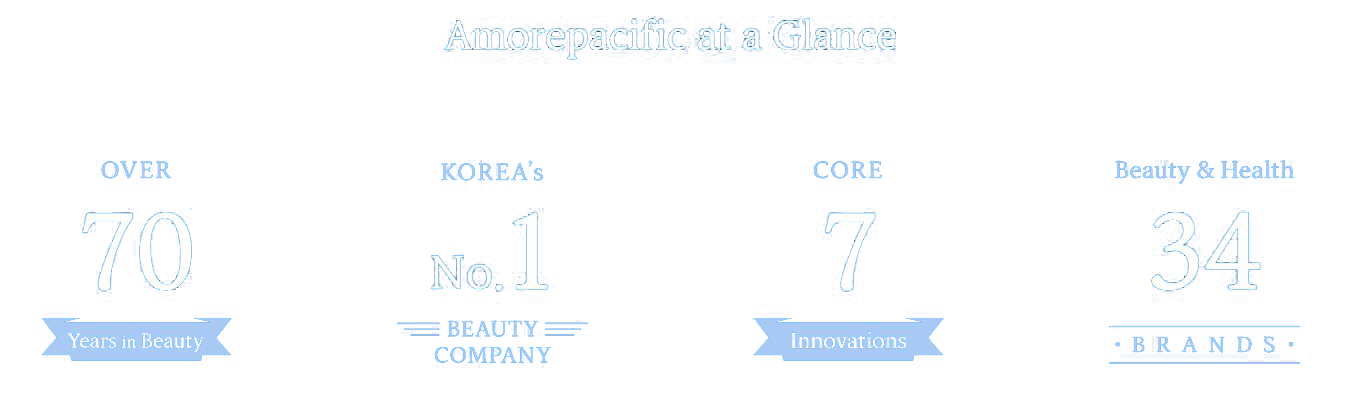 Amorepacific at a Glance
OVER
70
Years in Beauty
KOREA's
No.1
BEAUTY
COMPANY
CORE
7
Innovations
Beauty & Health
34
• BRANDS •